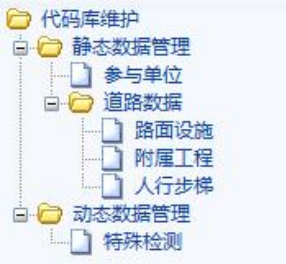 代码库维护
静态数据管理
参与单位
道路数据
路面设施
附属工程
人行步梯
动态数据管理
特殊检测